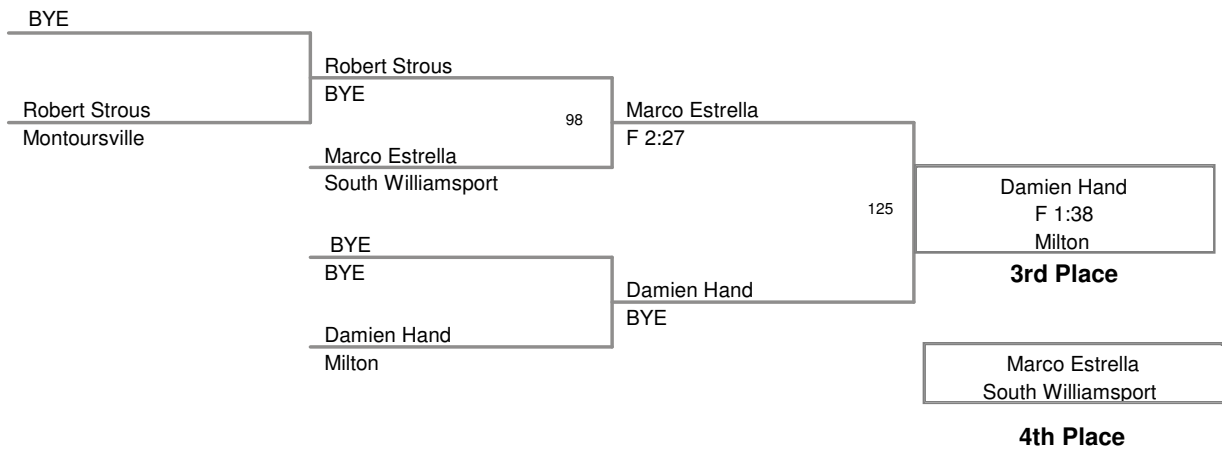 BYE
Robert Strous
Montoursville
Robert Strous
BYE
98
Marco Estrella
South Williamsport
BYE
BYE
Damien Hand
Milton
Marco Estrella
F 2:27
125
Damien Hand
BYE
Damien Hand
F 1:38
Milton
3rd Place
Marco Estrella
South Williamsport
4th Place